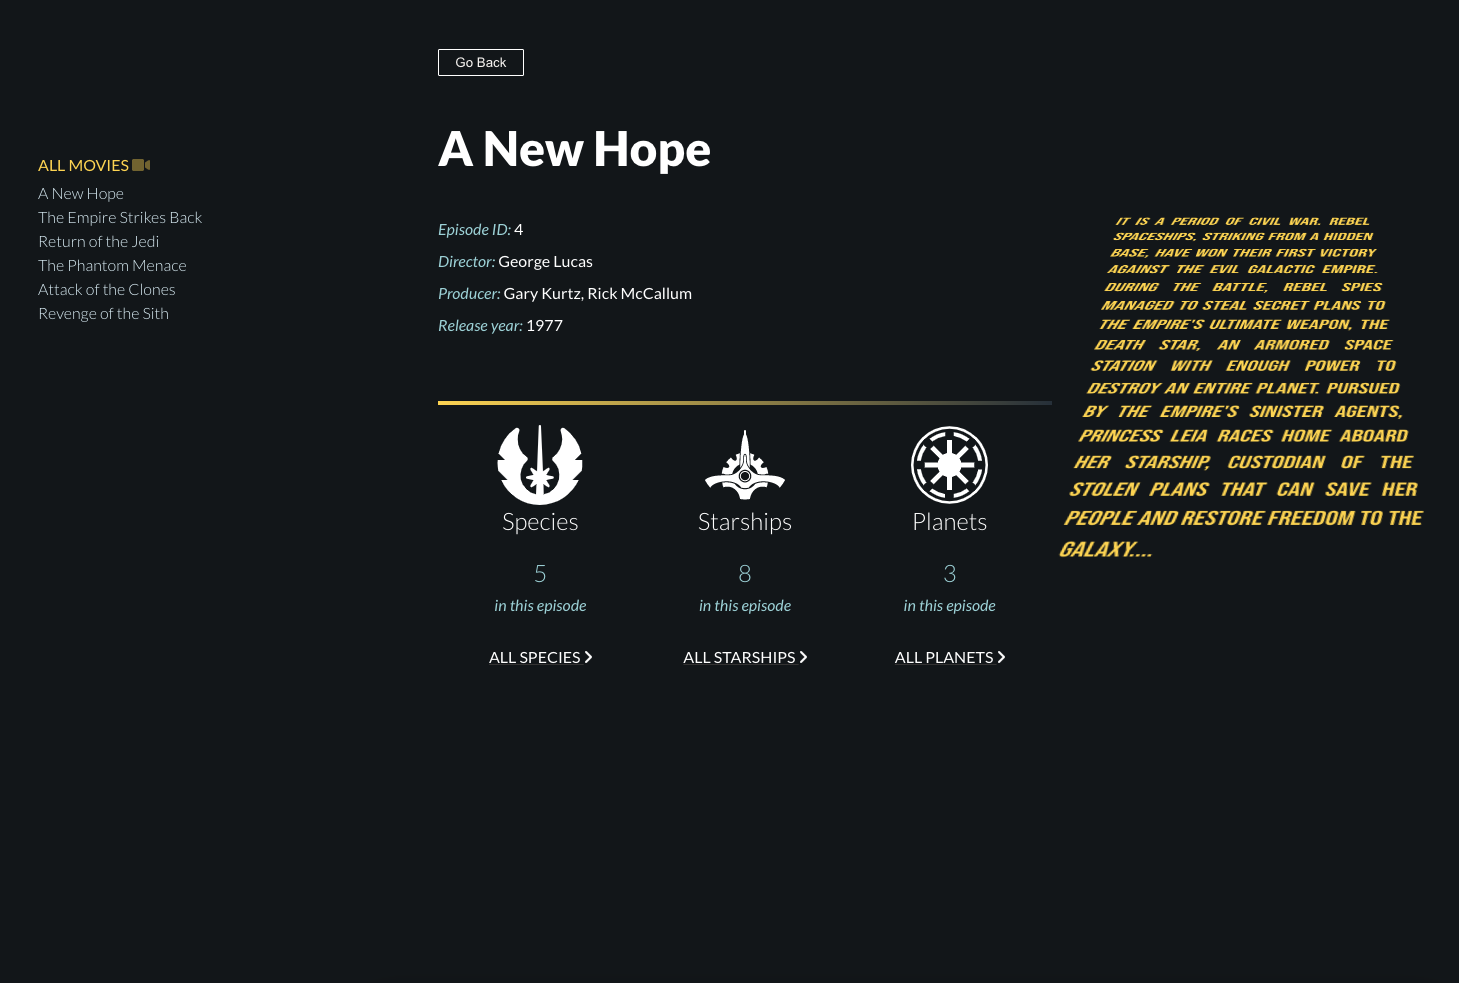 Go Back
A New Hope
ALL MOVIES
A New Hope
The Empire Strikes Back
Return of the Jedi
The Phantom Menace
Attack of the Clones
Revenge of the Sith
Episode ID: 4
Director: George Lucas
Producer: Gary Kurtz, Rick McCallum
Release year: 1977
IT IS A PERIOD OF CIVIL WAR. REBEL
SPACESHIPS, STRIKING FROM A HIDDEN
BASE, HAVE WON THEIR FIRST VICTORY
AGAINST THE EVIL GALACTIC EMPIRE.
DURING THE BATTLE, REBEL SPIES
MANAGED TO STEAL SECRET PLANS TO
THE EMPIRE'S ULTIMATE WEAPON, THE
DEATH STAR, AN ARMORED SPACE
STATION WITH ENOUGH POWER TO
DESTROY AN ENTIRE PLANET. PURSUED
BY THE EMPIRE'S SINISTER AGENTS,
PRINCESS LEIA RACES HOME ABOARD
HER STARSHIP, CUSTODIAN OF THE
STOLEN PLANS THAT CAN SAVE HER
PEOPLE AND RESTORE FREEDOM TO THE
GALAXY....
Species
5
in this episode
ALL SPECIES
Starships
8
in this episode
ALL STARSHIPS
Planets
3
in this episode
ALL PLANETS